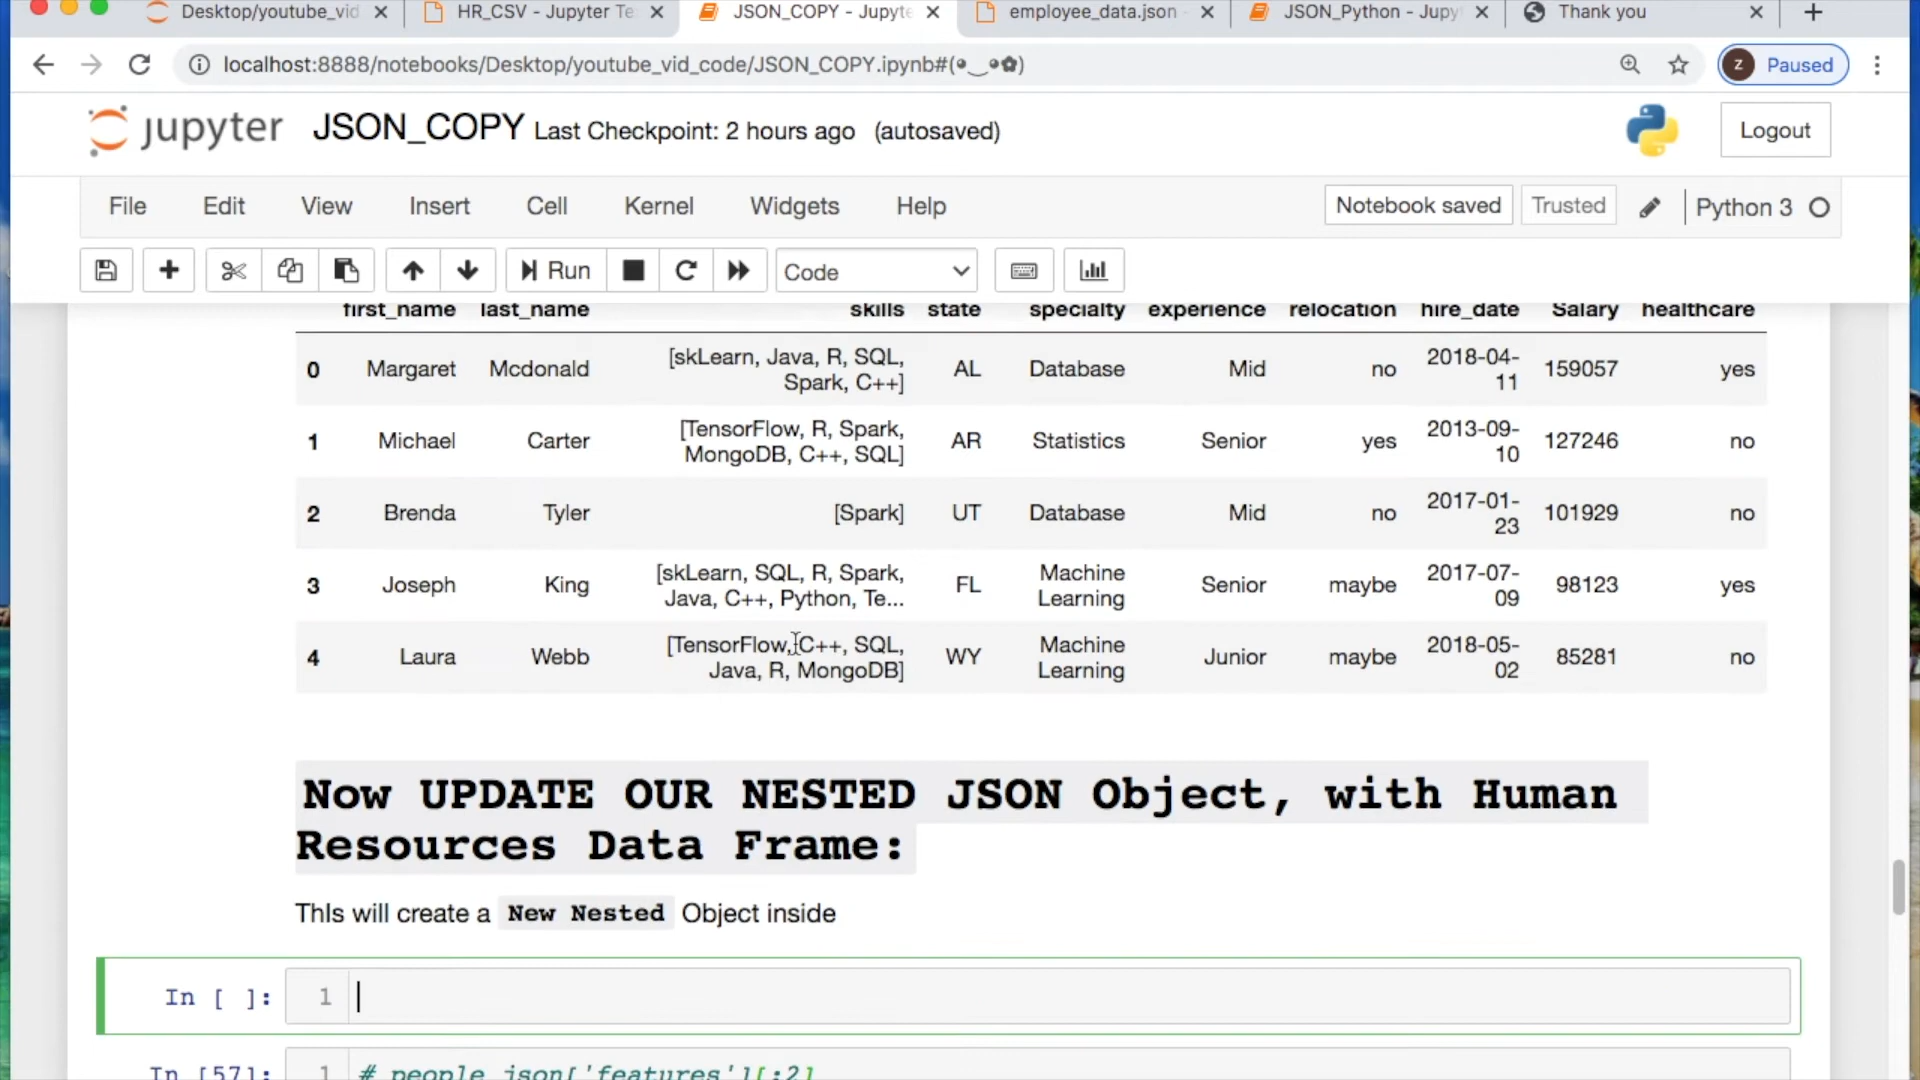 Desktop/youtube_vid
HR_CSV - Jupyter Te
JSON_COPY - Jupyte
employee_data.json
JSON_Python - Jupy
Thank you
localhost:8888/notebooks/Desktop/youtube_vid_code/JSON_COPY.ipynb#(◕‿◕✿)
Z Paused
jupyter JSON_COPY Last Checkpoint: 2 hours ago (autosaved)
Logout
File Edit View Insert Cell Kernel Widgets Help
Notebook saved Trusted Python 3
Run Code
first_name last_name skills state specialty experience relocation hire_date Salary healthcare
0 Margaret Mcdonald [skLearn, Java, R, SQL, AL Database Mid no 2018-04- 159057 yes
Spark, C++] 11
1 Michael Carter [TensorFlow, R, Spark, AR Statistics Senior yes 2013-09- 127246 no
MongoDB, C++, SQL] 10
2 Brenda Tyler [Spark] UT Database Mid no 2017-01- 101929 no
23
3 Joseph King [skLearn, SQL, R, Spark, FL Machine Senior maybe 2017-07- 98123 yes
Java, C++, Python, Te... Learning 09
4 Laura Webb [TensorFlow, C++, SQL, WY Machine Junior maybe 2018-05- 85281 no
Java, R, MongoDB] Learning 02
Now UPDATE OUR NESTED JSON Object, with Human
Resources Data Frame:
ThIs will create a New Nested Object inside
In [ ]: 1
In [57]: 1 # people_json['features'][:2]